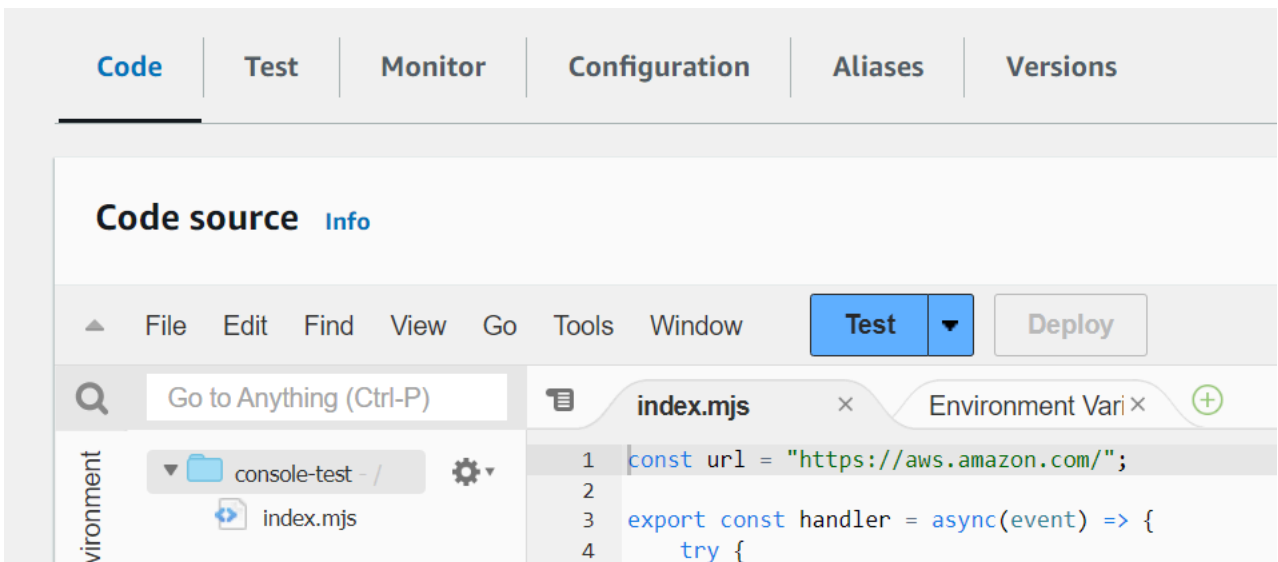 Code Test Monitor Configuration Aliases Versions
Code source Info
File Edit Find View Go Tools Window Test Deploy
Go to Anything (Ctrl-P) index.mjs × Environment Vari ×
console-test - / 1 const url = "https://aws.amazon.com/";
2
index.mjs 3 export const handler = async(event) => {
4 try {